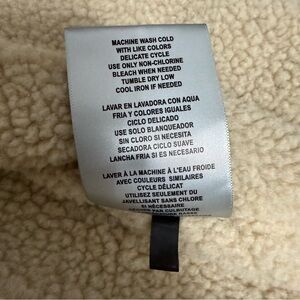 MACHINE WASH COLD
WITH LIKE COLORS
DELICATE CYCLE
USE ONLY NON-CHLORINE
BLEACH WHEN NEEDED
TUMBLE DRY LOW
COOL IRON IF NEEDED
LAVAR EN LAVADORA CON AQUA
FRIA Y COLORES IGUALES
CICLO DELICADO
USE SOLO BLANQUEADOR
SIN CLORO SI NECESITA
SECADORA CICLO SUAVE
LANCHA FRIA SI ES NECESARIO
LAVER À LA MACHINE À L'EAU FROIDE
AVEC COULEURS SIMILAIRES
CYCLE DÉLICAT
UTILISEZ SEULEMENT DU
JAVELLISANT SANS CHLORE
SI NÉCESSAIRE
PAR CULBUTAGE